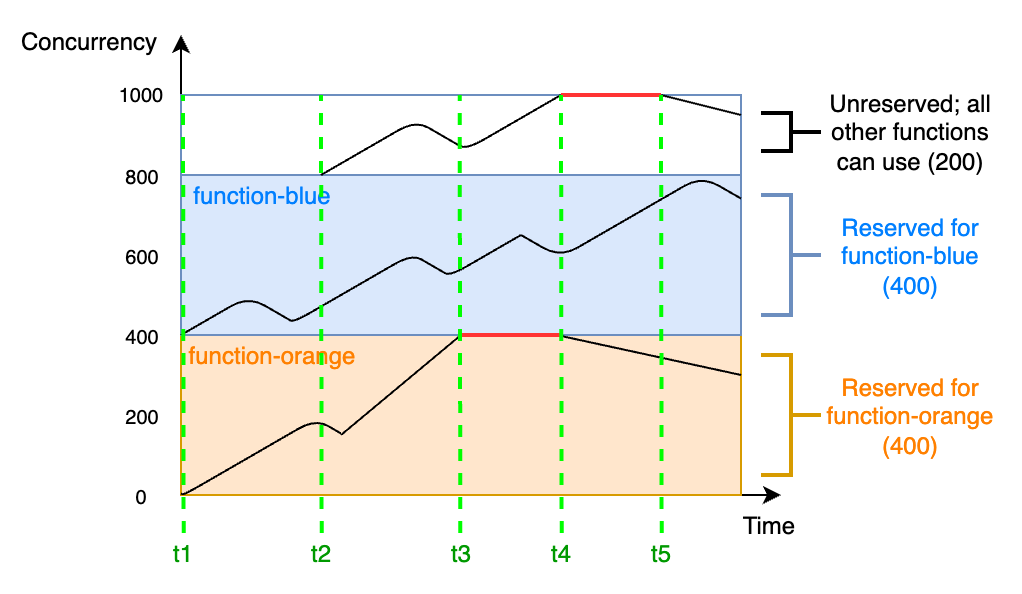 Concurrency
1000
800
600
400
200
0
function-blue
function-orange
Unreserved; all
other functions
can use (200)
Reserved for
function-blue
(400)
Reserved for
function-orange
(400)
Time
t1
t2
t3
t4
t5